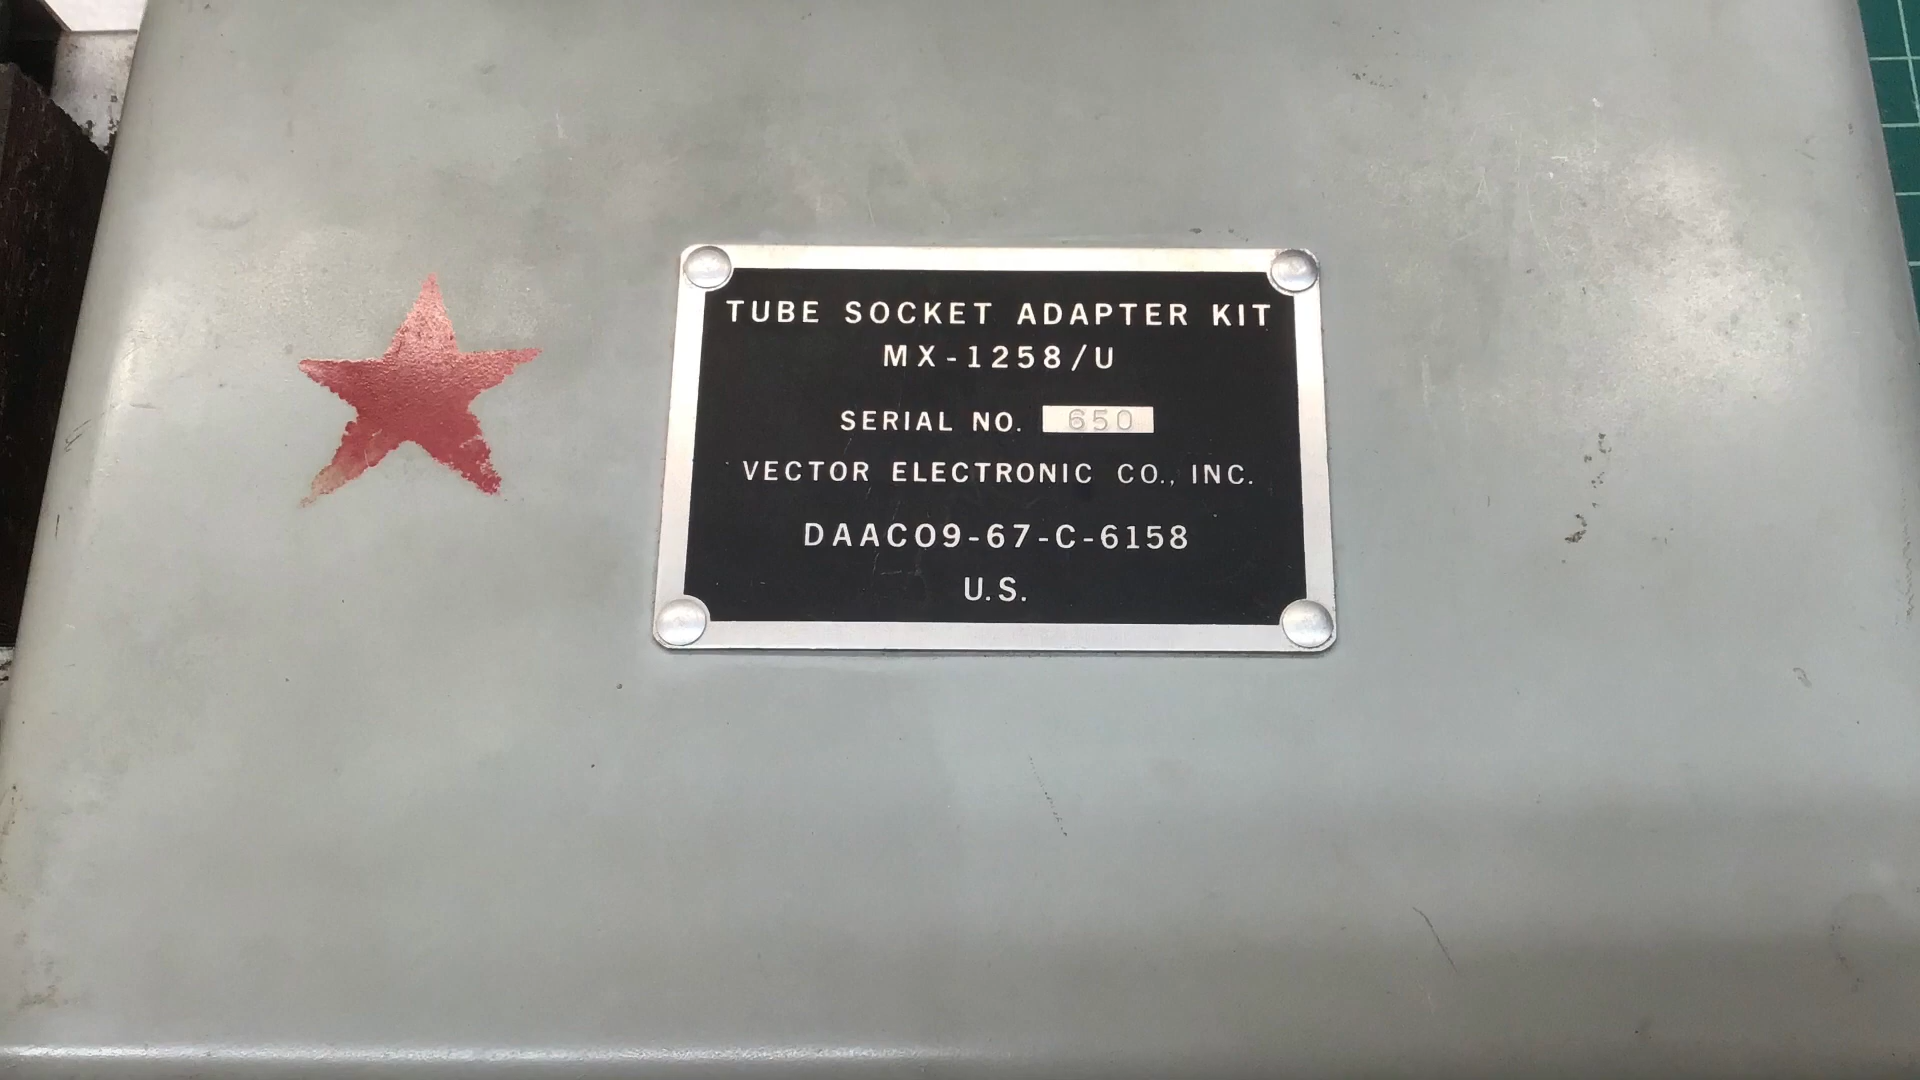 TUBE SOCKET ADAPTER KIT
MX-1258/U
SERIAL NO. 650
VECTOR ELECTRONIC CO., INC.
DAAC09-67-C-6158
U.S.